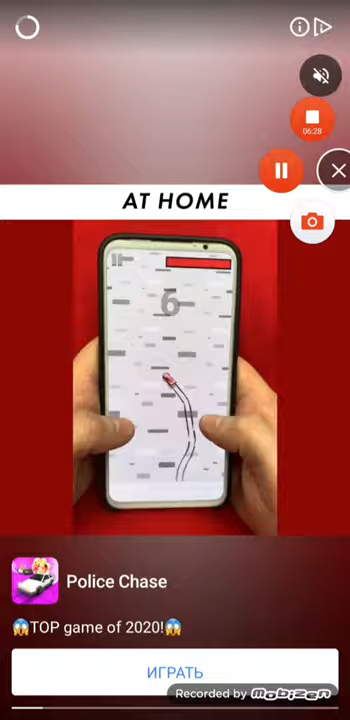 06:28
AT HOME
6
Police Chase
😱TOP game of 2020!😱
ИГРАТЬ
Recorded by MOBIZEN